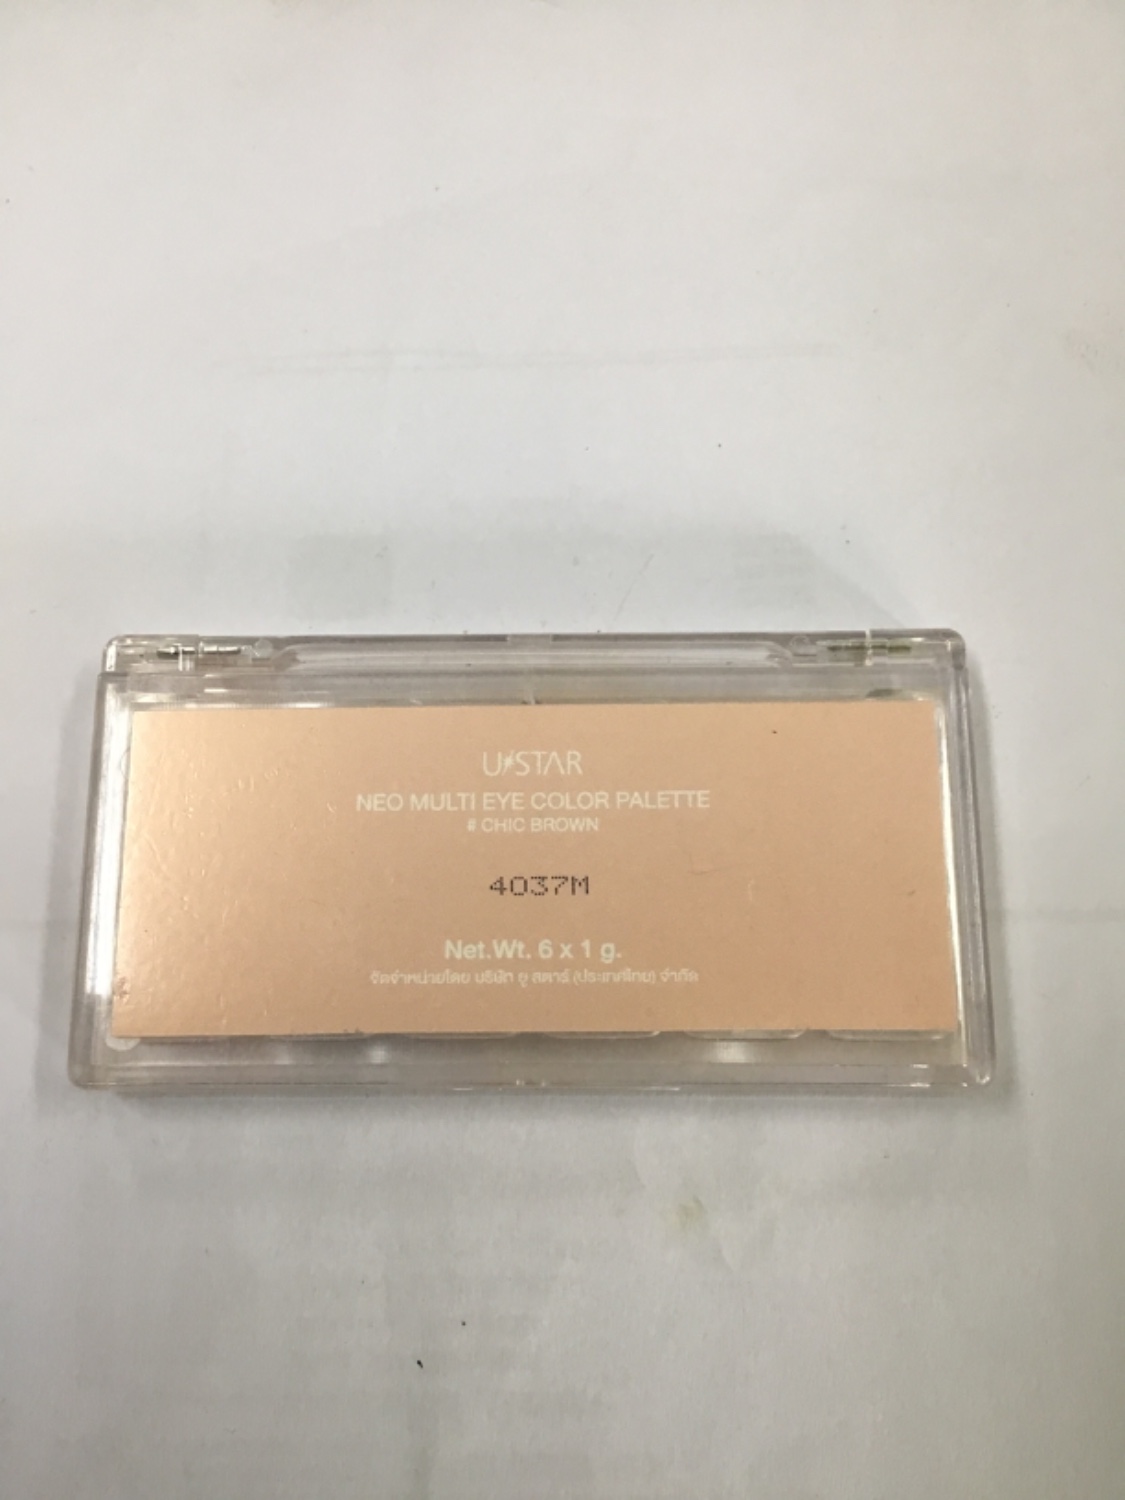 U STAR
NEO MULTI EYE COLOR PALETTE
# CHIC BROWN
4037M
Net.Wt. 6 x 1 g.
จัดจำหน่ายโดย บริษัท ยู สตาร์ (ประเทศไทย) จำกัด